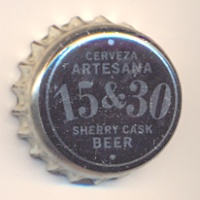 CERVEZA
ARTESANA
15&30
SHERRY CASK
BEER